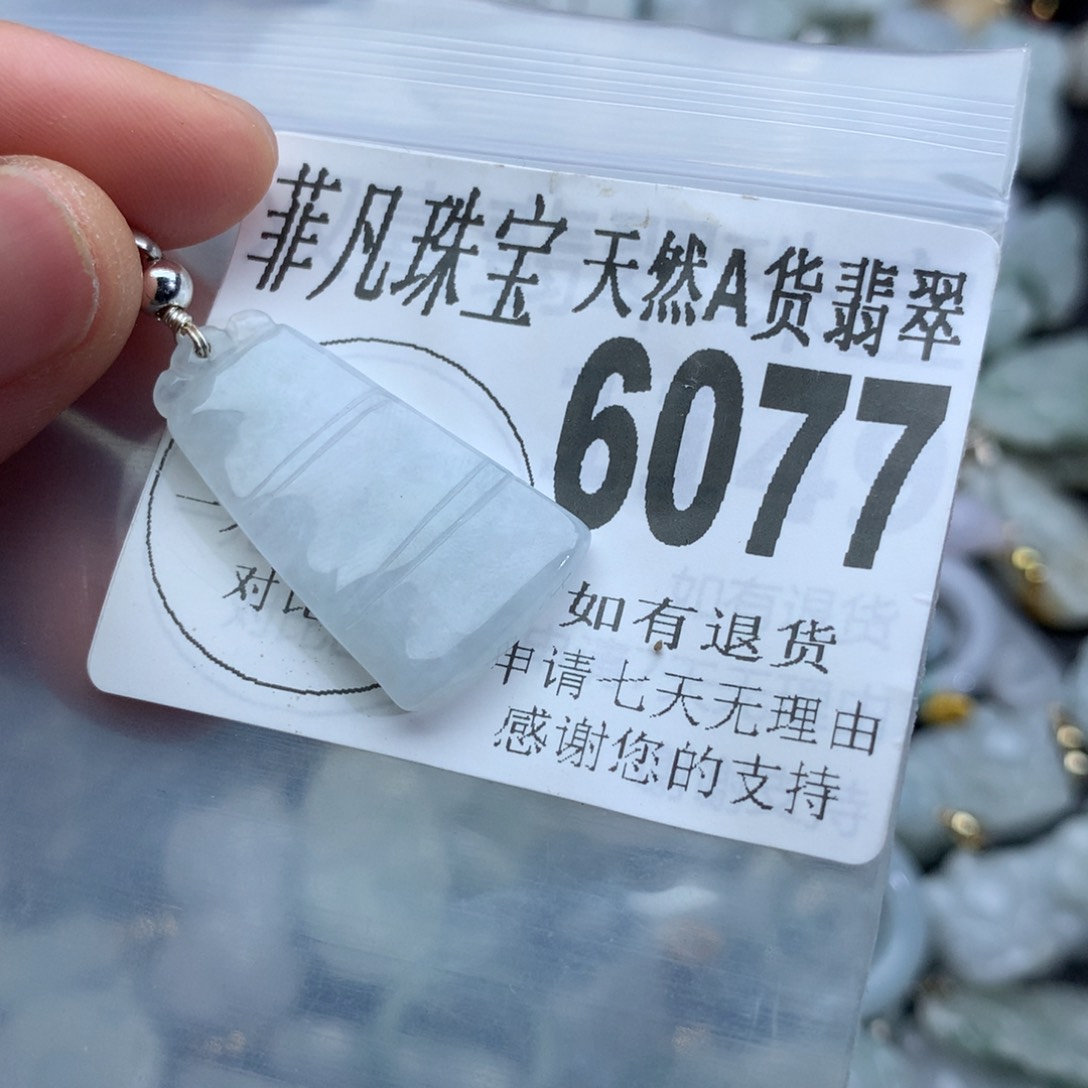 菲凡珠宝 天然A货翡翠
6077
对比
如有退货
申请七天无理由
感谢您的支持